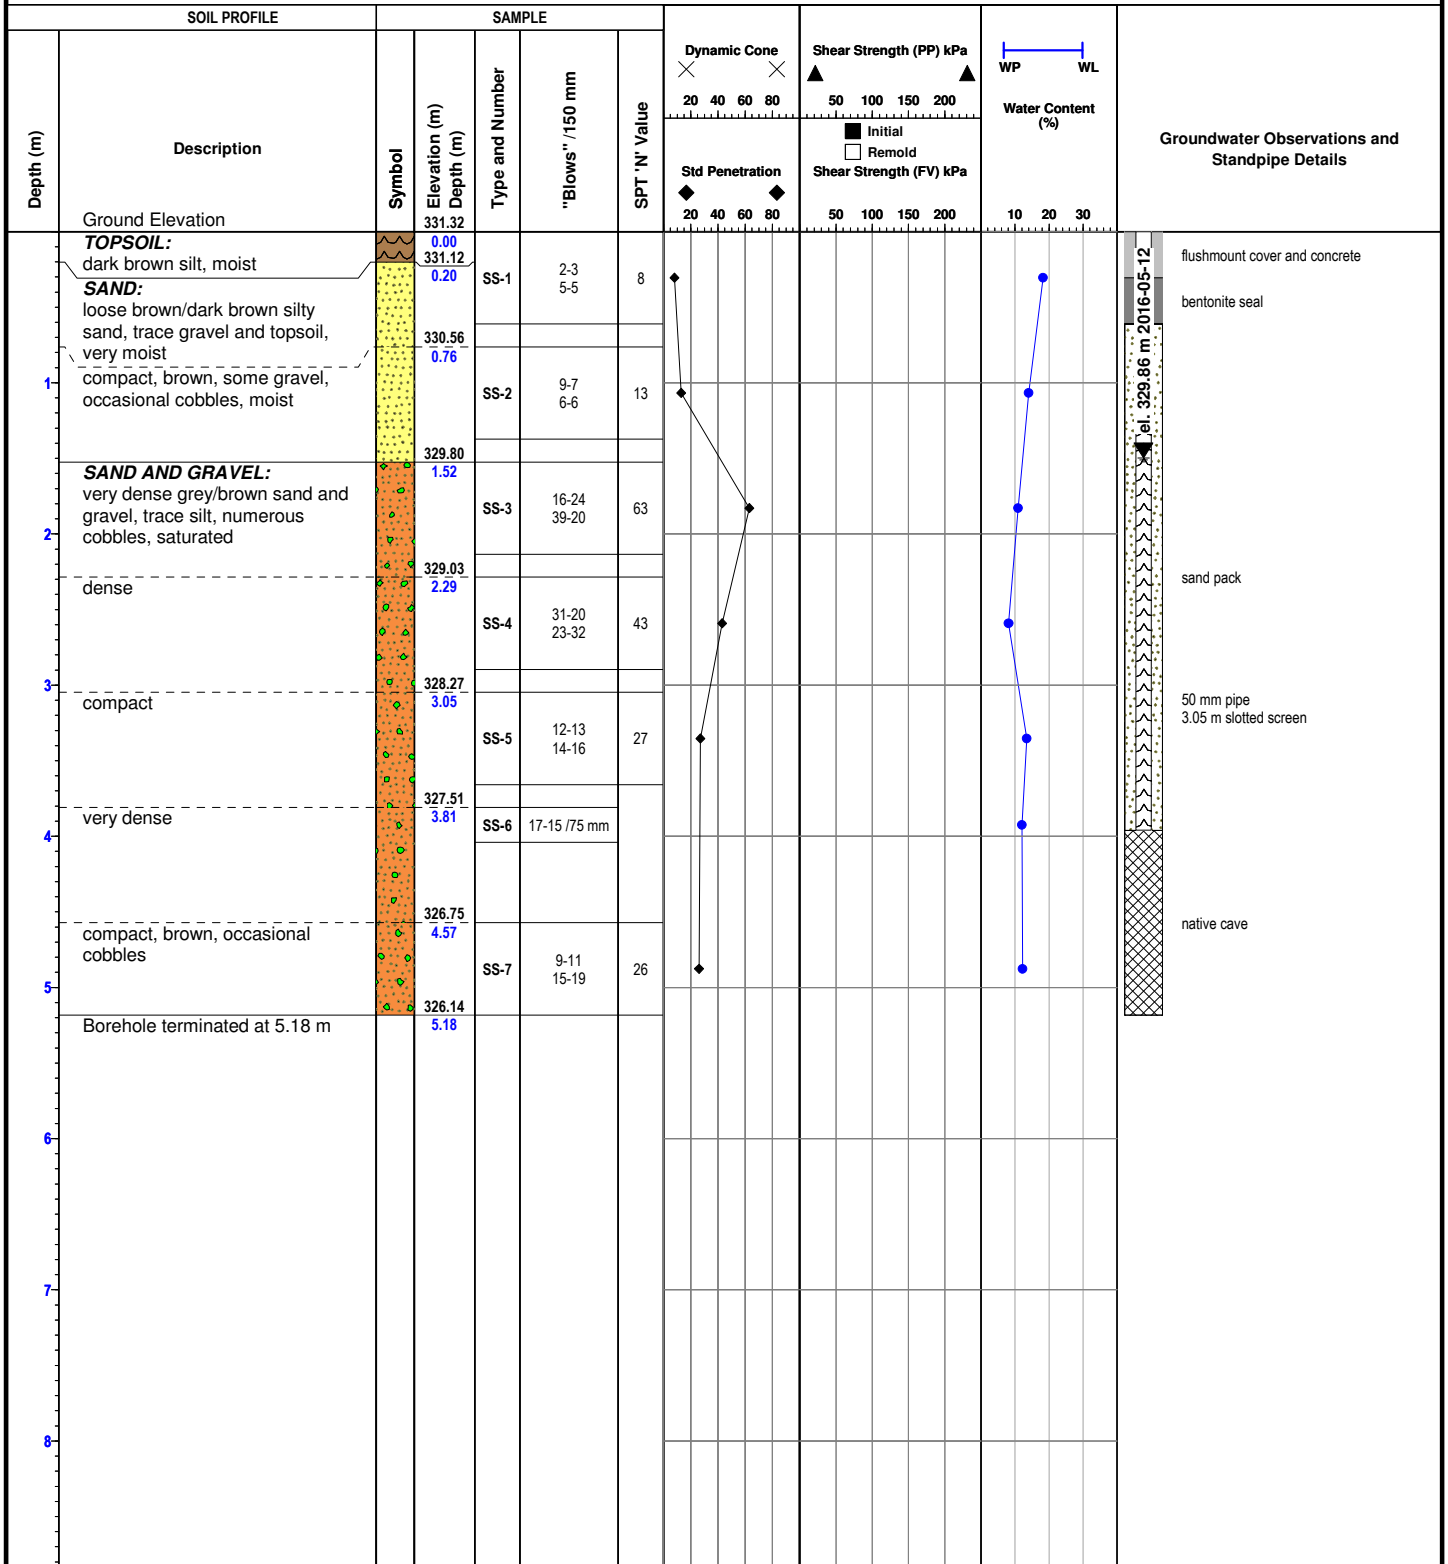 SOIL PROFILE
SAMPLE
Depth (m)
Description
Symbol
Elevation (m)
Depth (m)
Type and Number
"Blows" /150 mm
SPT 'N' Value
Dynamic Cone
20 40 60 80
Std Penetration
20 40 60 80
Shear Strength (PP) kPa
50 100 150 200
Initial
Remold
Shear Strength (FV) kPa
50 100 150 200
WP WL
Water Content
(%)
10 20 30
Groundwater Observations and
Standpipe Details
Ground Elevation
331.32
TOPSOIL:
0.00
dark brown silt, moist
331.12
0.20
SAND:
loose brown/dark brown silty
sand, trace gravel and topsoil,
very moist
SS-1
2-3
5-5
8
330.56
0.76
compact, brown, some gravel,
occasional cobbles, moist
SS-2
9-7
6-6
13
329.80
1.52
SAND AND GRAVEL:
very dense grey/brown sand and
gravel, trace silt, numerous
cobbles, saturated
SS-3
16-24
39-20
63
329.03
2.29
dense
SS-4
31-20
23-32
43
328.27
3.05
compact
SS-5
12-13
14-16
27
327.51
3.81
very dense
SS-6
17-15 /75 mm
326.75
4.57
compact, brown, occasional
cobbles
SS-7
9-11
15-19
26
326.14
5.18
Borehole terminated at 5.18 m
1
2
3
4
5
6
7
8
el. 329.86 m 2016-05-12
flushmount cover and concrete
bentonite seal
sand pack
50 mm pipe
3.05 m slotted screen
native cave